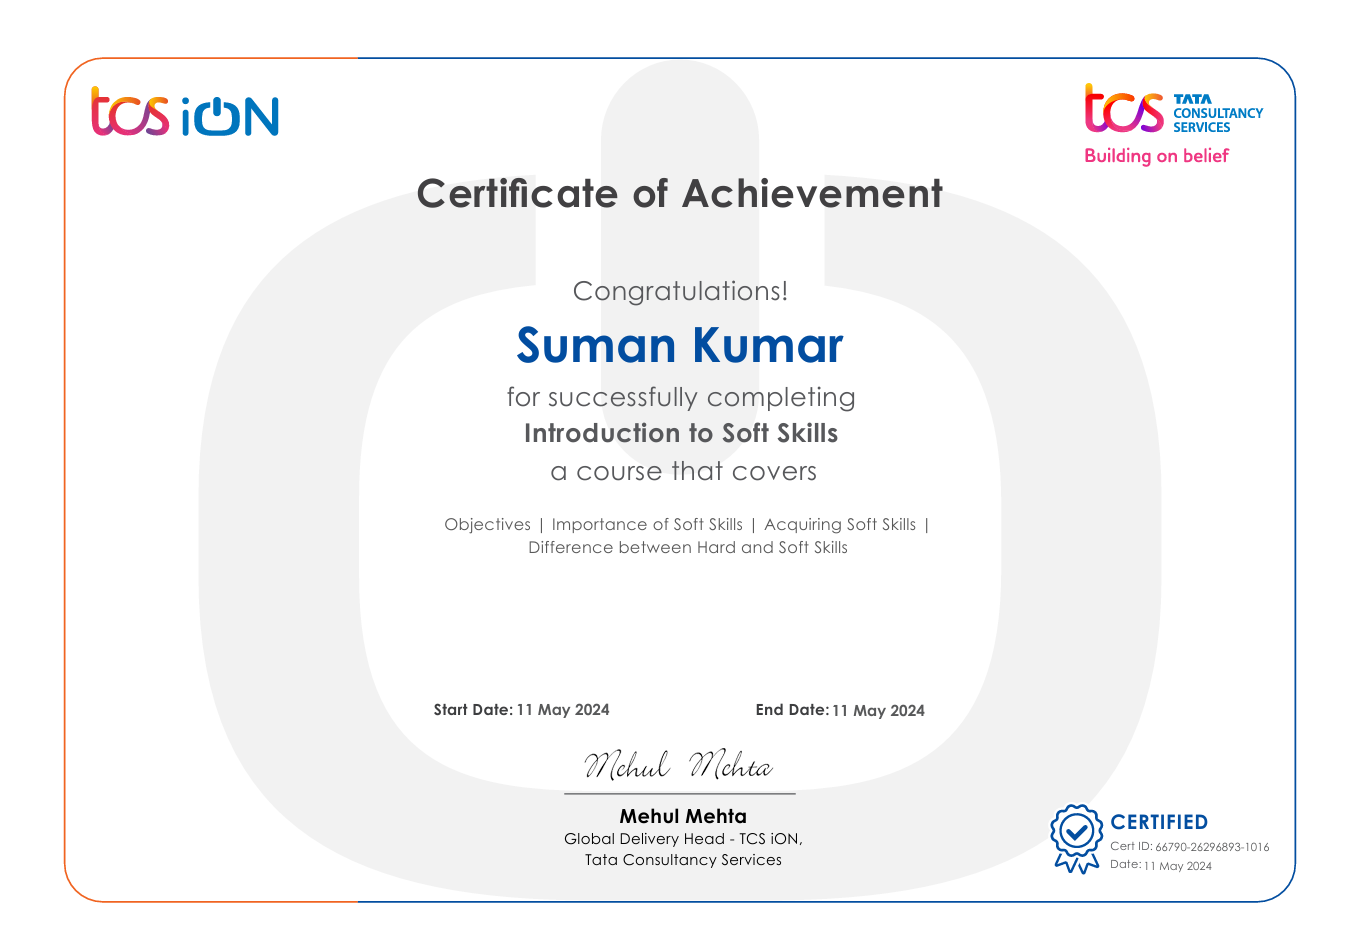 tcs iON
tcs TATA
CONSULTANCY
SERVICES
Building on belief
Certificate of Achievement
Congratulations!
Suman Kumar
for successfully completing
Introduction to Soft Skills
a course that covers
Objectives | Importance of Soft Skills | Acquiring Soft Skills |
Difference between Hard and Soft Skills
Start Date: 11 May 2024 End Date: 11 May 2024
Mehul Mehta
Mehul Mehta
Global Delivery Head - TCS iON,
Tata Consultancy Services
CERTIFIED
Cert ID: 66790-26296893-1016
Date: 11 May 2024